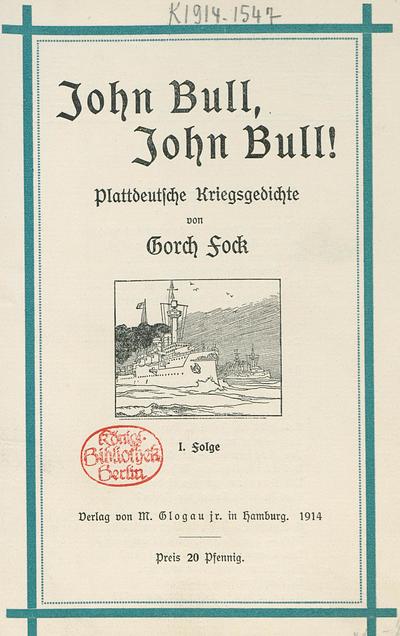 K1914-1547
John Bull,
John Bull!
Plattdeutsche Kriegsgedichte
von
Gorch Fock
I. Folge
Königl.
Bibliothek
Berlin
Verlag von M. Glogau jr. in Hamburg. 1914
Preis 20 Pfennig.